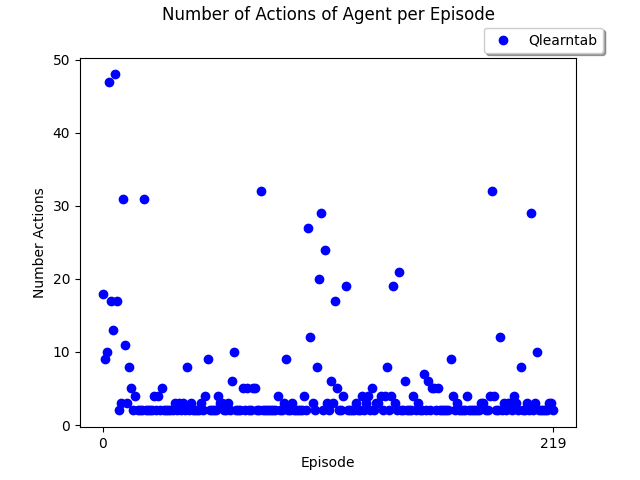 Number of Actions of Agent per Episode
Qlearntab
50
40
30
20
10
0
Number Actions
0 219
Episode